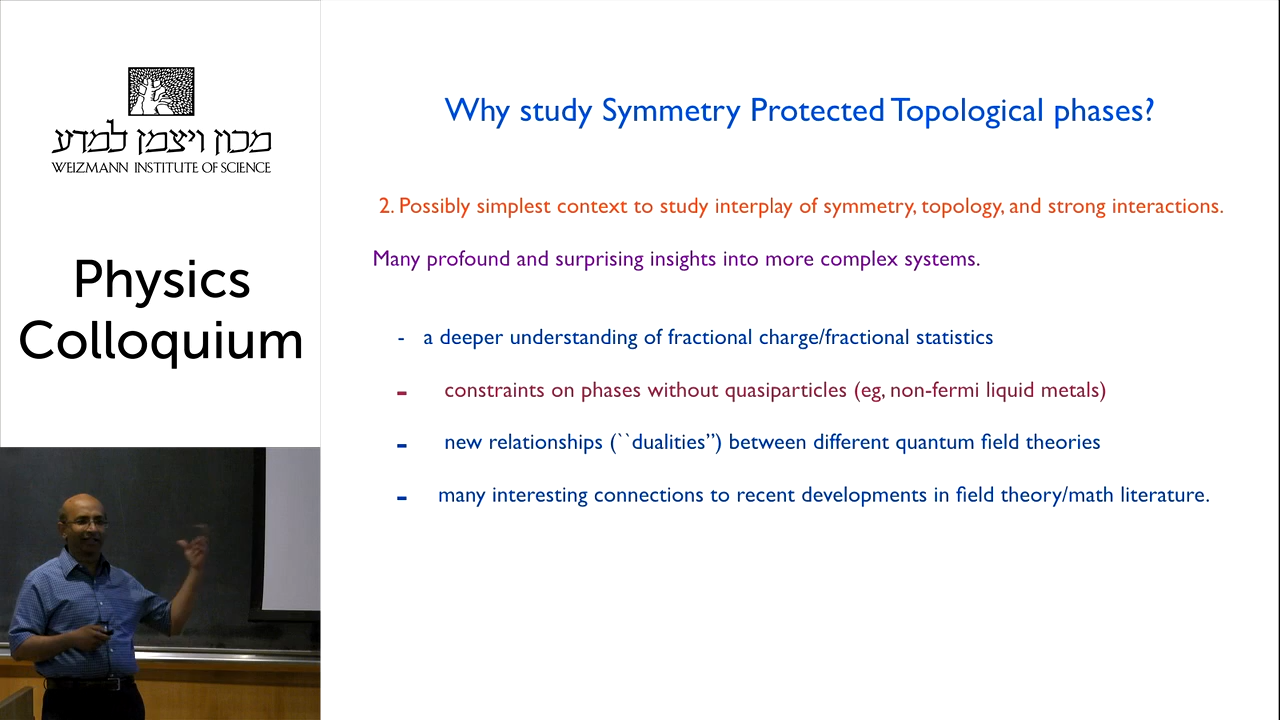 מכון ויצמן למדע
WEIZMANN INSTITUTE OF SCIENCE
Physics
Colloquium
Why study Symmetry Protected Topological phases?
2. Possibly simplest context to study interplay of symmetry, topology, and strong interactions.
Many profound and surprising insights into more complex systems.
- a deeper understanding of fractional charge/fractional statistics
- constraints on phases without quasiparticles (eg, non-fermi liquid metals)
- new relationships (``dualities”) between different quantum field theories
- many interesting connections to recent developments in field theory/math literature.